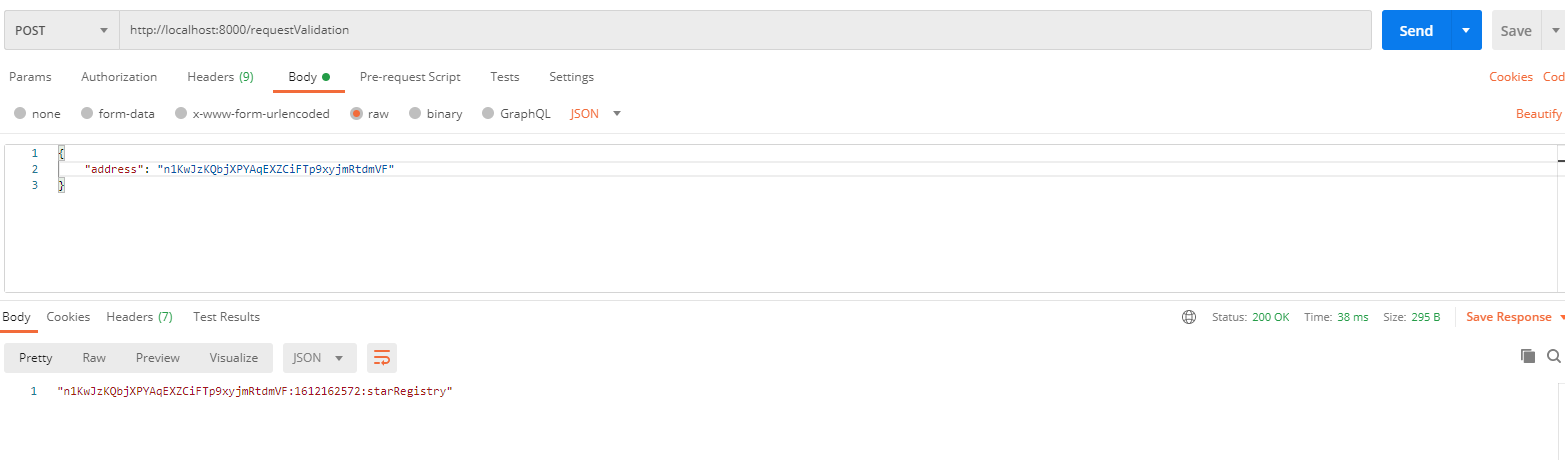 POST http://localhost:8000/requestValidation Send Save
Params Authorization Headers (9) Body Pre-request Script Tests Settings Cookies Cod
none form-data x-www-form-urlencoded raw binary GraphQL JSON Beautify
1 {
2 "address": "n1KwJzKQbjXPYAqEXZCiFTp9xyjmRtdmVF"
3 }
Body Cookies Headers (7) Test Results Status: 200 OK Time: 38 ms Size: 295 B Save Response
Pretty Raw Preview Visualize JSON
1 "n1KwJzKQbjXPYAqEXZCiFTp9xyjmRtdmVF:1612162572:starRegistry"